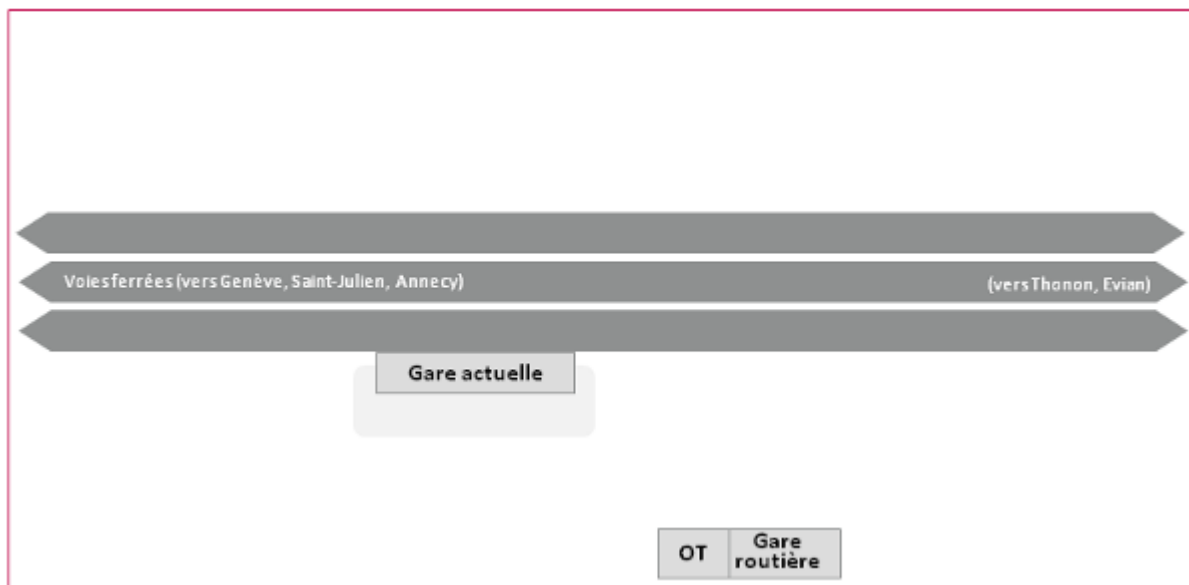 Voies ferrées (vers Genève, Saint-Julien, Annecy)
(vers Thonon, Evian)
Gare actuelle
OT
Gare
routière